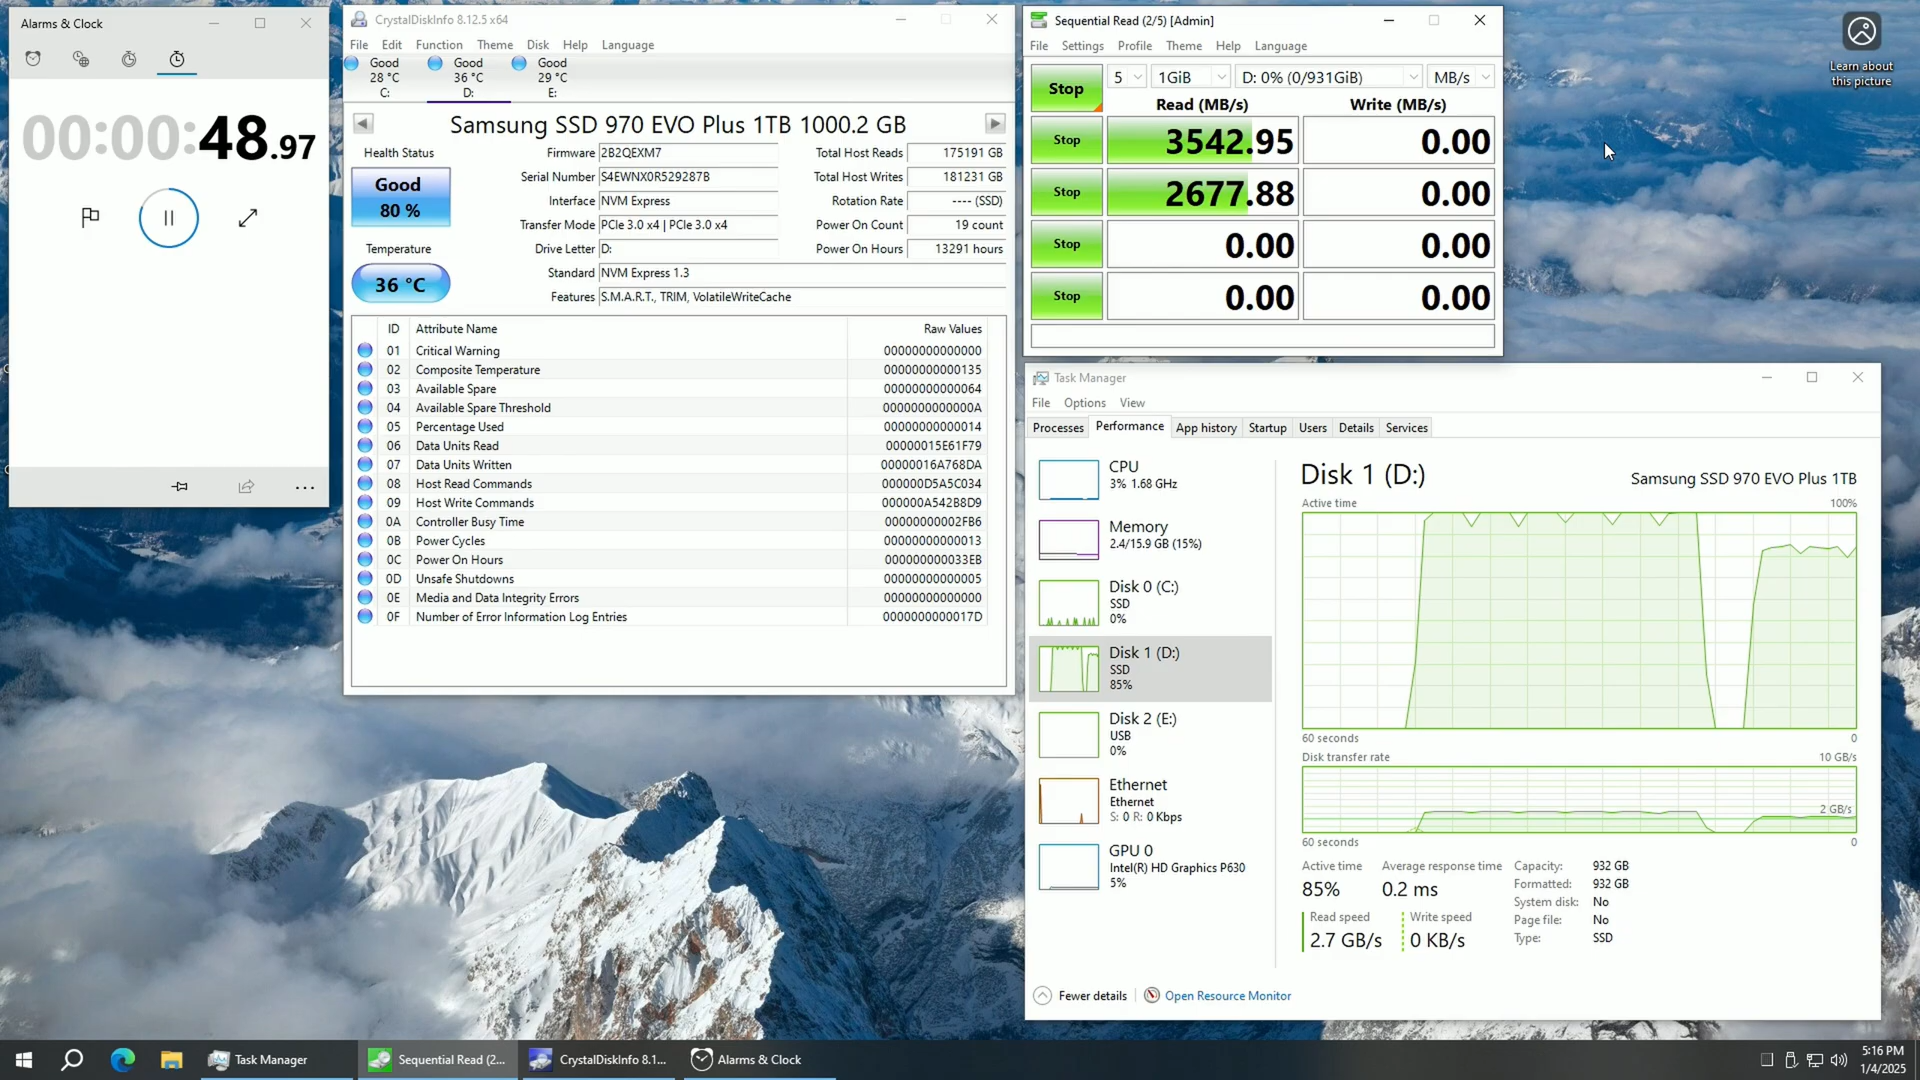 Alarms & Clock
00:00:48.97
CrystalDiskInfo 8.12.5 x64
File Edit Function Theme Disk Help Language
Good Good Good
28 °C 36 °C 29 °C
C: D: E:
Samsung SSD 970 EVO Plus 1TB 1000.2 GB
Health Status
Good
80 %
Temperature
36 °C
Firmware 2B2QEXM7
Serial Number S4EWNX0R529287B
Interface NVM Express
Transfer Mode PCIe 3.0 x4 | PCIe 3.0 x4
Drive Letter D:
Standard NVM Express 1.3
Features S.M.A.R.T., TRIM, VolatileWriteCache
Total Host Reads 175191 GB
Total Host Writes 181231 GB
Rotation Rate ---- (SSD)
Power On Count 19 count
Power On Hours 13291 hours
ID Attribute Name Raw Values
01 Critical Warning 00000000000000
02 Composite Temperature 00000000000135
03 Available Spare 00000000000064
04 Available Spare Threshold 0000000000000A
05 Percentage Used 00000000000014
06 Data Units Read 00000015E61F79
07 Data Units Written 00000016A768DA
08 Host Read Commands 000000D5A5C034
09 Host Write Commands 000000A542B8D9
0A Controller Busy Time 00000000002FB6
0B Power Cycles 00000000000013
0C Power On Hours 000000000033EB
0D Unsafe Shutdowns 00000000000005
0E Media and Data Integrity Errors 00000000000000
0F Number of Error Information Log Entries 0000000000017D
Sequential Read (2/5) [Admin]
File Settings Profile Theme Help Language
Stop 5 1GiB D: 0% (0/931GiB) MB/s
Read (MB/s) Write (MB/s)
Stop 3542.95 0.00
Stop 2677.88 0.00
Stop 0.00 0.00
Stop 0.00 0.00
Learn about
this picture
Task Manager
File Options View
Processes Performance App history Startup Users Details Services
CPU
3% 1.68 GHz
Memory
2.4/15.9 GB (15%)
Disk 0 (C:)
SSD
0%
Disk 1 (D:)
SSD
85%
Disk 2 (E:)
USB
0%
Ethernet
Ethernet
S: 0 R: 0 Kbps
GPU 0
Intel(R) HD Graphics P630
5%
Disk 1 (D:) Samsung SSD 970 EVO Plus 1TB
Active time 100%
60 seconds 0
Disk transfer rate 10 GB/s
2 GB/s
60 seconds 0
Active time Average response time
85% 0.2 ms
Read speed Write speed
2.7 GB/s 0 KB/s
Capacity: 932 GB
Formatted: 932 GB
System disk: No
Page file: No
Type: SSD
Fewer details Open Resource Monitor
Task Manager Sequential Read (2... CrystalDiskInfo 8.1... Alarms & Clock
5:16 PM
1/4/2025